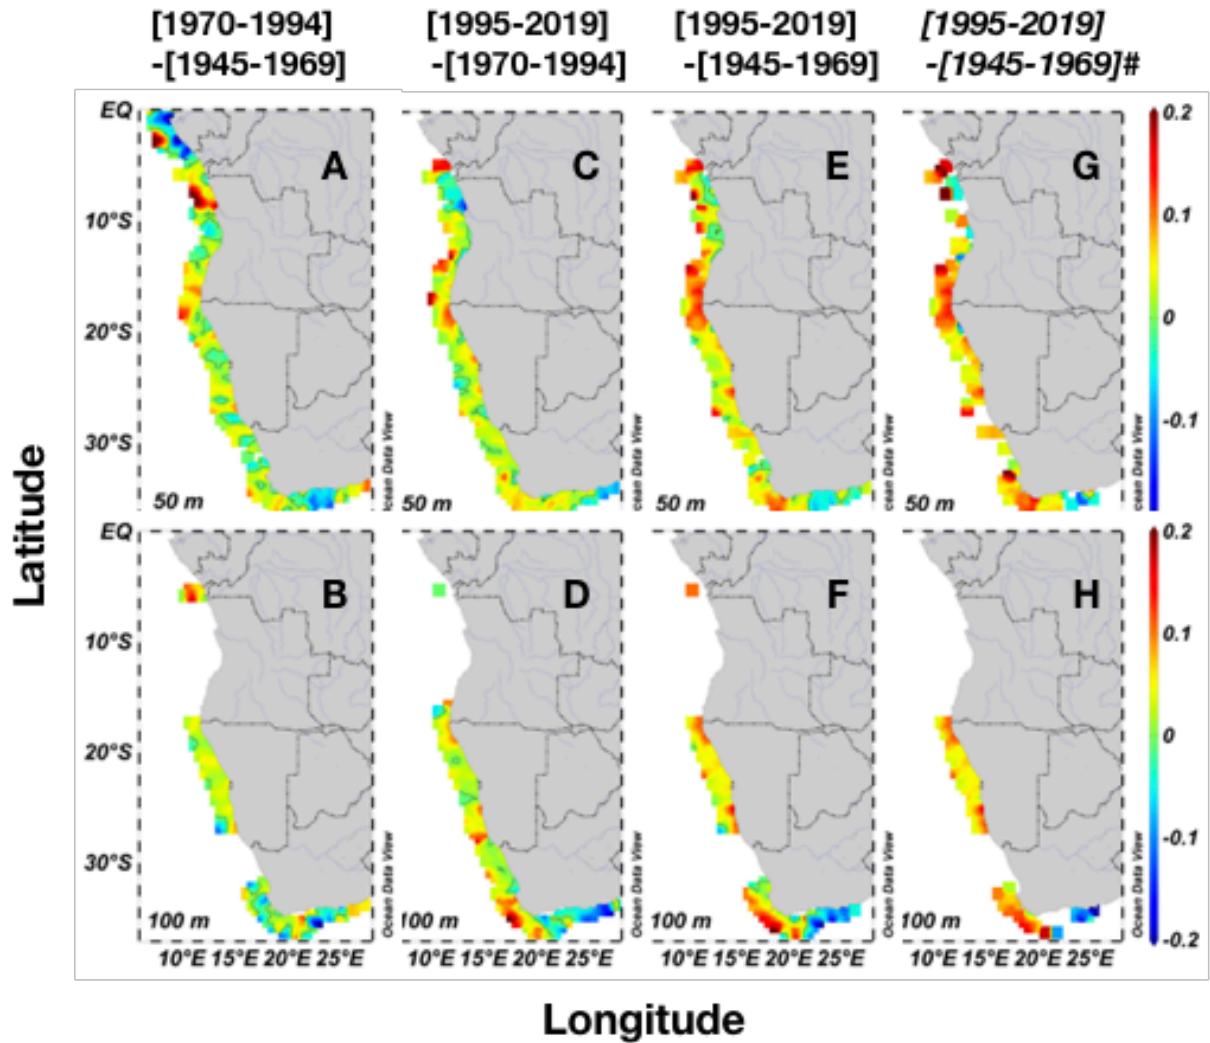 [1970-1994] [1995-2019] [1995-2019] [1995-2019]
-[1945-1969] -[1970-1994] -[1945-1969] -[1945-1969]#
EQ
A C E G
0.2
10°S
0.1
20°S
0
30°S
-0.1
50 m 50 m 50 m 50 m
cean Data View cean Data View cean Data View Ocean Data View
EQ
B D F H
0.2
10°S
0.1
20°S
0
30°S
-0.1
100 m 100 m 100 m 100 m
-0.2
Ocean Data View Ocean Data View Ocean Data View Ocean Data View
10°E 15°E 20°E 25°E 10°E 15°E 20°E 25°E 10°E 15°E 20°E 25°E 10°E 15°E 20°E 25°E
Latitude
Longitude